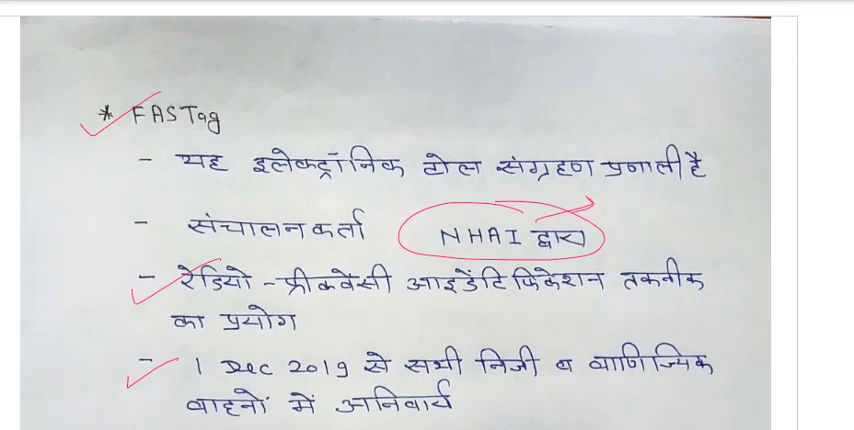 * FASTag
- यह इलेक्ट्रॉनिक टोल संग्रहण प्रणाली है
- संचालनकर्ता NHAI द्वारा
- रेडियो-फ्रीक्वेंसी आइडेंटिफिकेशन तकनीक
का प्रयोग
- 1 Dec 2019 से सभी निजी व वाणिज्यिक
वाहनों में अनिवार्य